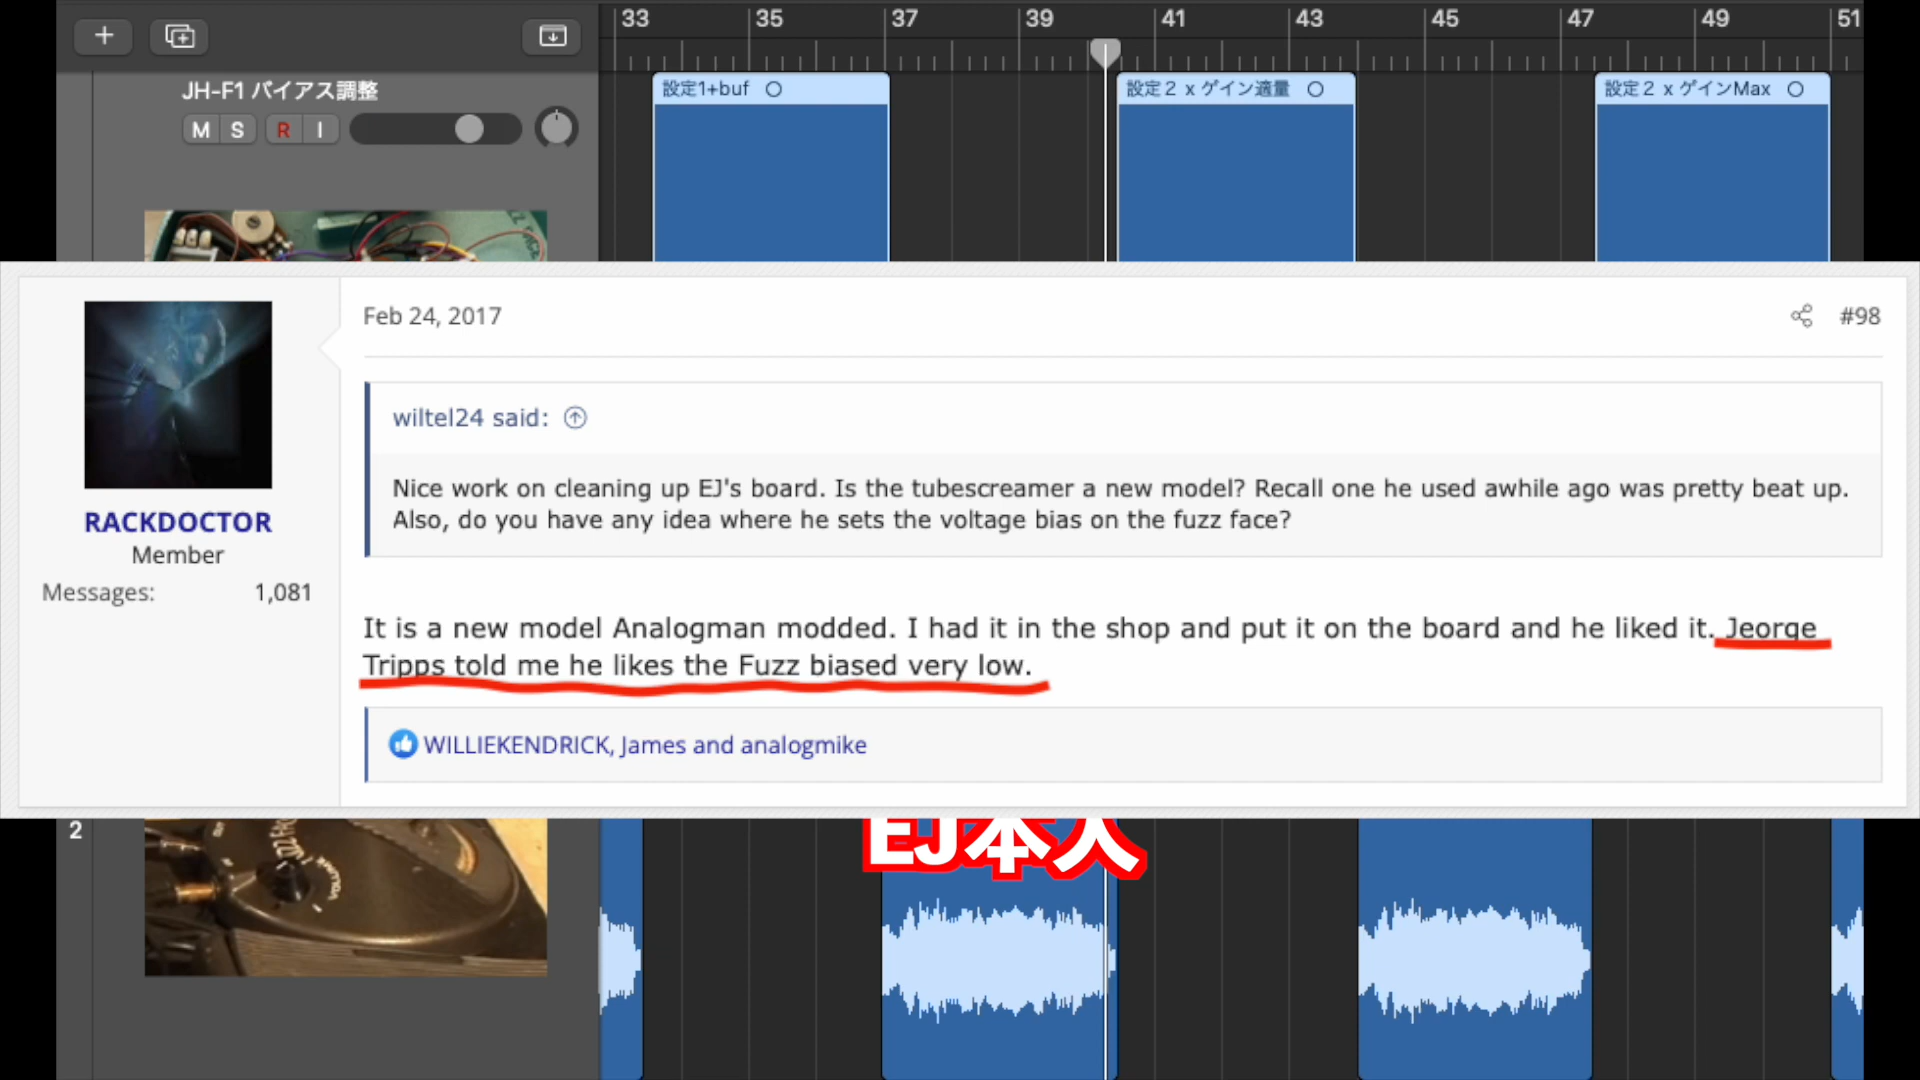 33 35 37 39 41 43 45 47 49 51
JH-F1 バイアス調整
M S R I
設定1+buf
設定２ x ゲイン適量
設定２ x ゲインMax
Feb 24, 2017
#98
RACKDOCTOR
Member
Messages: 1,081
wiltel24 said:
Nice work on cleaning up EJ's board. Is the tubescreamer a new model? Recall one he used awhile ago was pretty beat up.
Also, do you have any idea where he sets the voltage bias on the fuzz face?
It is a new model Analogman modded. I had it in the shop and put it on the board and he liked it. Jeorge
Tripps told me he likes the Fuzz biased very low.
WILLIEKENDRICK, James and analogmike
2
VOLUME
EJ本人